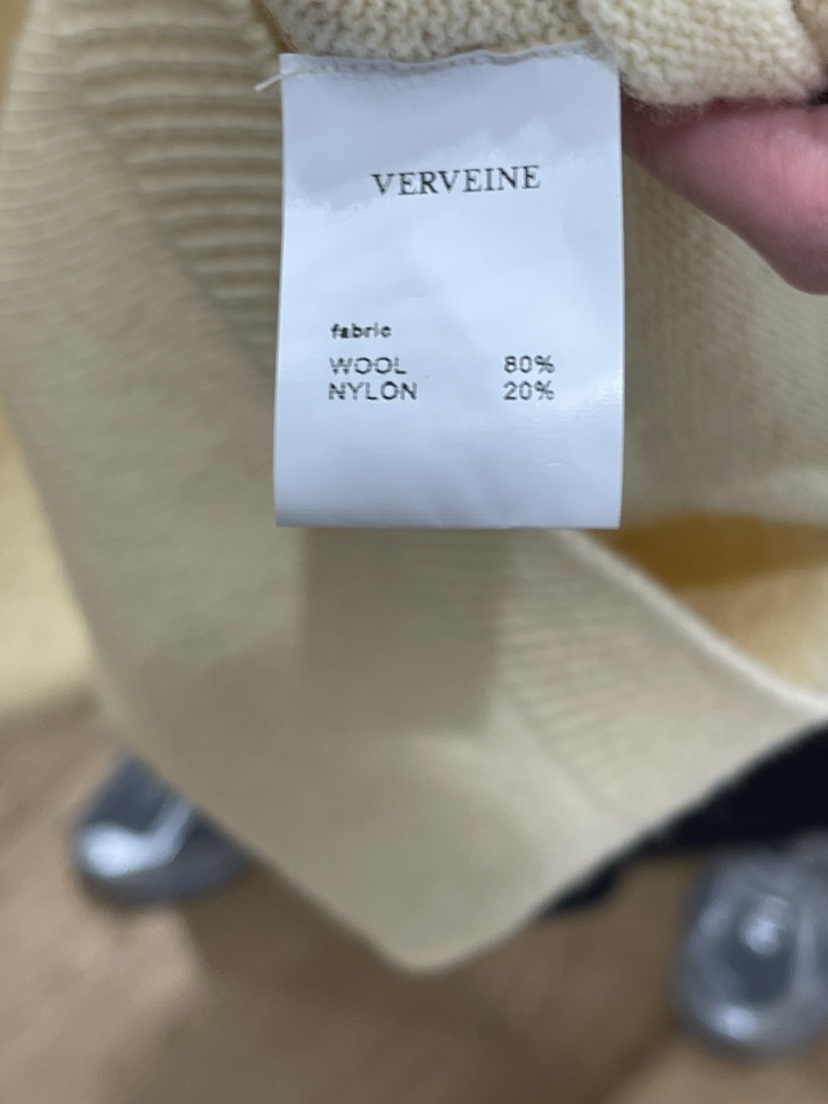 VERVEINE
fabric
WOOL 80%
NYLON 20%